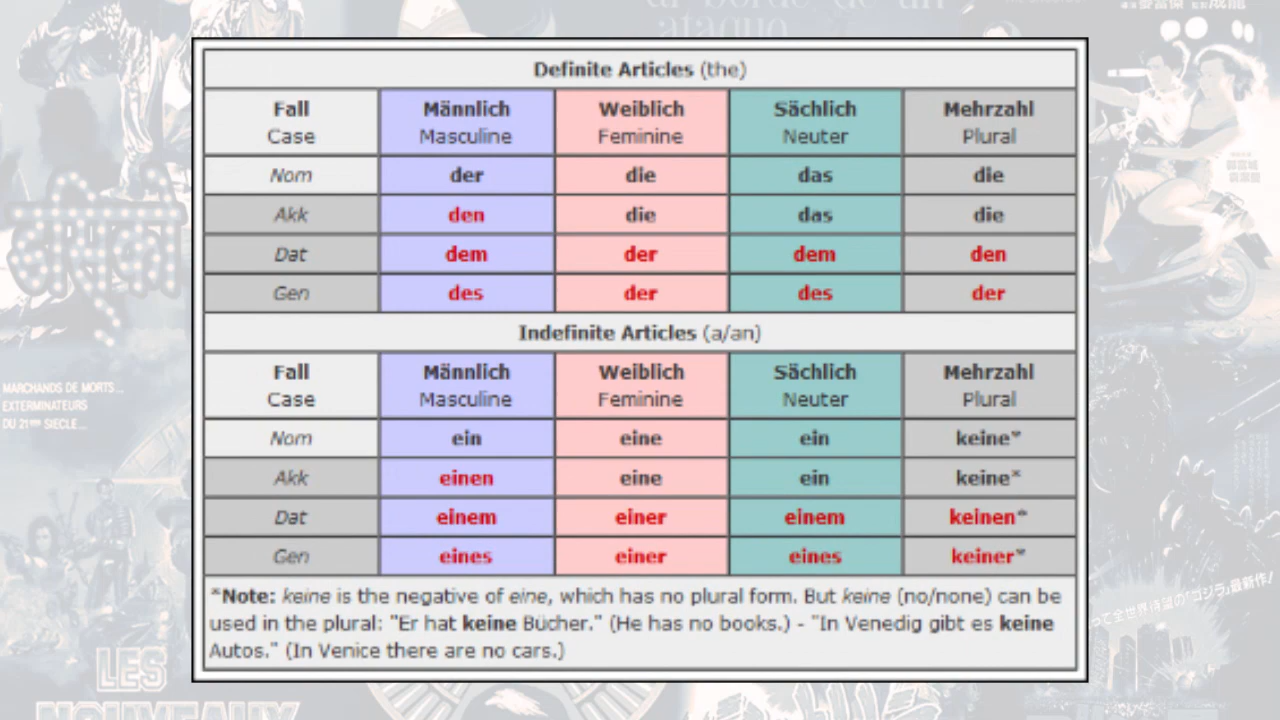 ta borde de un
ataque
Definite Articles (the)
Fall Männlich Weiblich Sächlich Mehrzahl
Case Masculine Feminine Neuter Plural
Nom der die das die
Akk den die das die
Dat dem der dem den
Gen des der des der
Indefinite Articles (a/an)
Fall Männlich Weiblich Sächlich Mehrzahl
Case Masculine Feminine Neuter Plural
Nom ein eine ein keine*
Akk einen eine ein keine*
Dat einem einer einem keinen*
Gen eines einer eines keiner*
*Note: keine is the negative of eine, which has no plural form. But keine (no/none) can be
used in the plural: "Er hat keine Bücher." (He has no books.) - "In Venedig gibt es keine
Autos." (In Venice there are no cars.)
MARCHANDS DE MORTS...
EXTERMINATEURS
DU 21ème SIECLE...
LES
NOUVEAUX